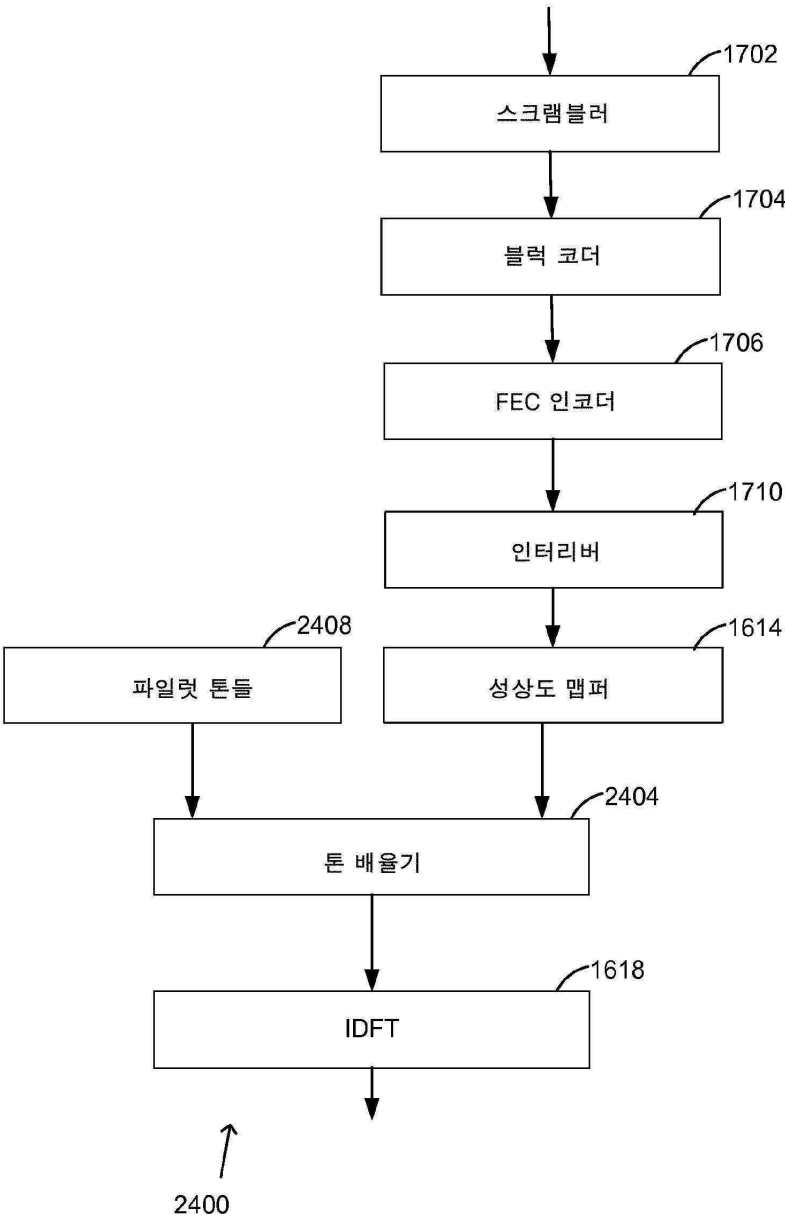 1702
스크램블러
1704
블럭 코더
1706
FEC 인코더
1710
인터리버
2408
파일럿 톤들
1614
성상도 맵퍼
2404
톤 배율기
1618
IDFT
2400